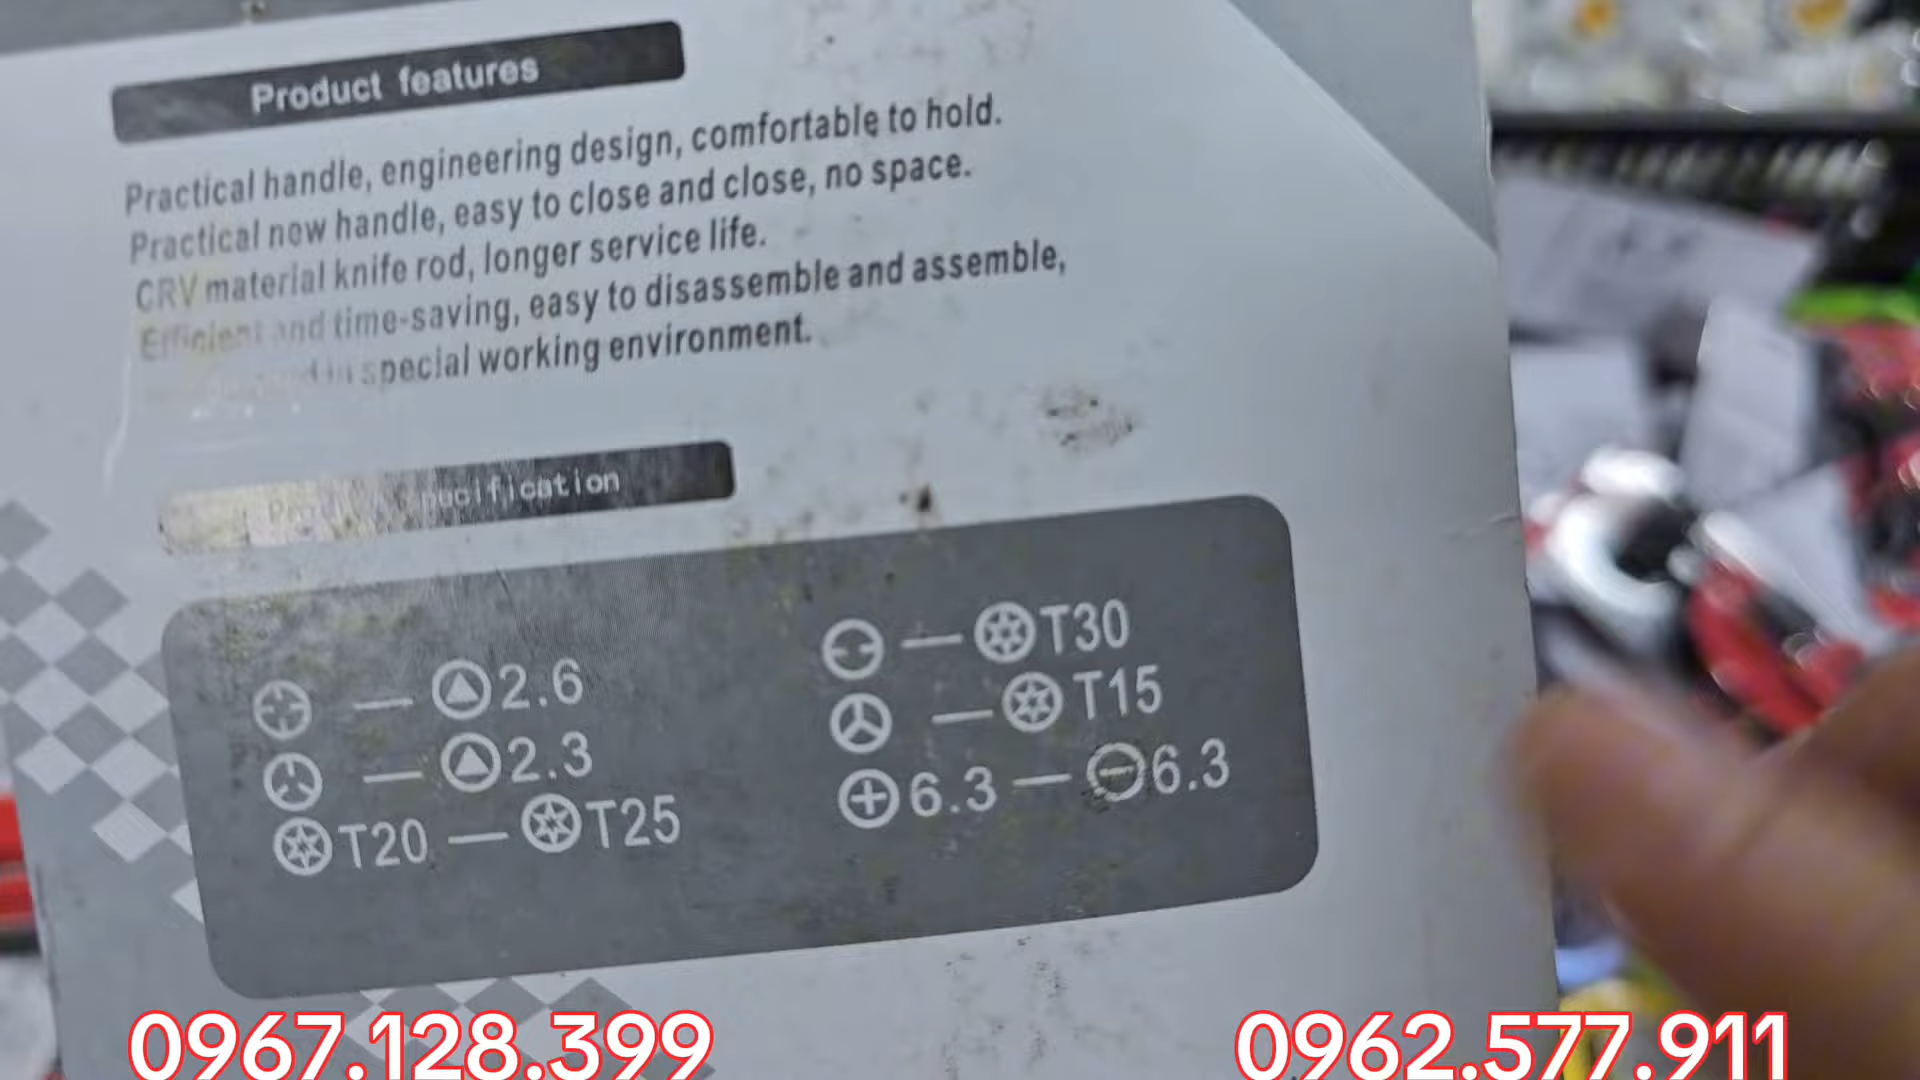 Product features
Practical handle, engineering design, comfortable to hold.
Practical new handle, easy to close and close, no space.
CRV material knife rod, longer service life.
Efficient and time-saving, easy to disassemble and assemble,
special working environment.
specification
— 2.6
— 2.3
T20 — T25
— T30
— T15
6.3 — 6.3
0967.128.399
0962.577.911